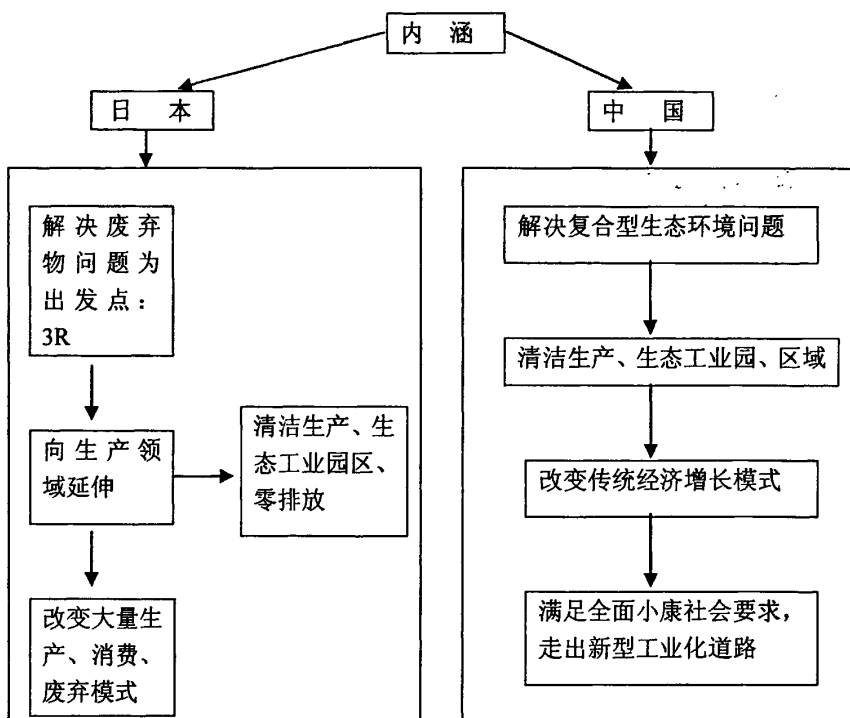 内 涵
日 本
中 国
解决废弃
物问题为
出发点：
3R
向生产领
域延伸
清洁生产、生
态工业园区、
零排放
改变大量生
产、消费、
废弃模式
解决复合型生态环境问题
清洁生产、生态工业园、区域
改变传统经济增长模式
满足全面小康社会要求，
走出新型工业化道路